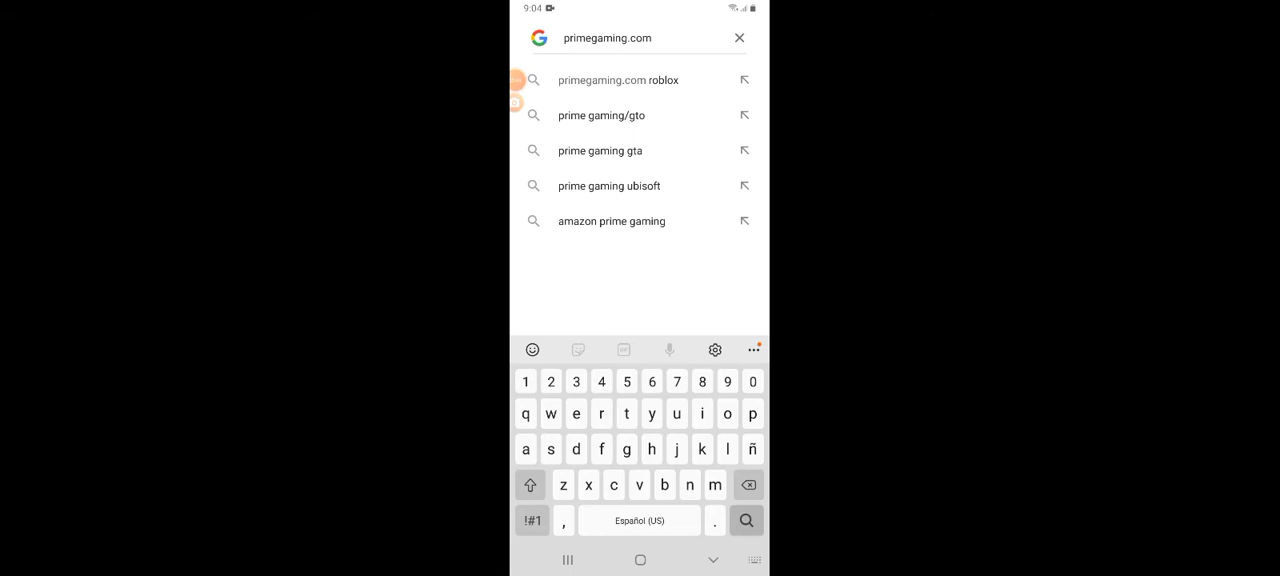 9:04
primegaming.com
primegaming.com roblox
prime gaming/gto
prime gaming gta
prime gaming ubisoft
amazon prime gaming
1 2 3 4 5 6 7 8 9 0
q w e r t y u i o p
a s d f g h j k l ñ
z x c v b n m
!#1 , Español (US) .